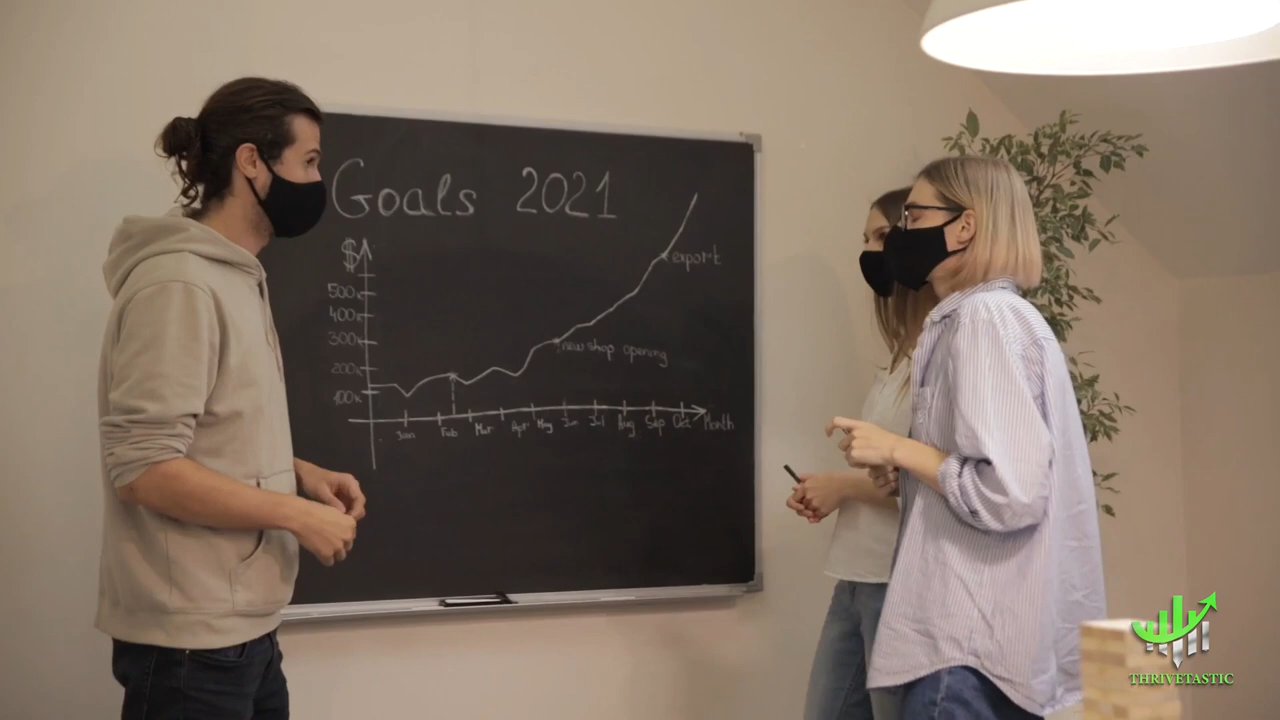 Goals 2021
$
500k
400k
300k
200k
100k
export
new shop opening
Jan Feb Mar Apr May Jun Jul Aug Sep Oct Month
THRIVETASTIC